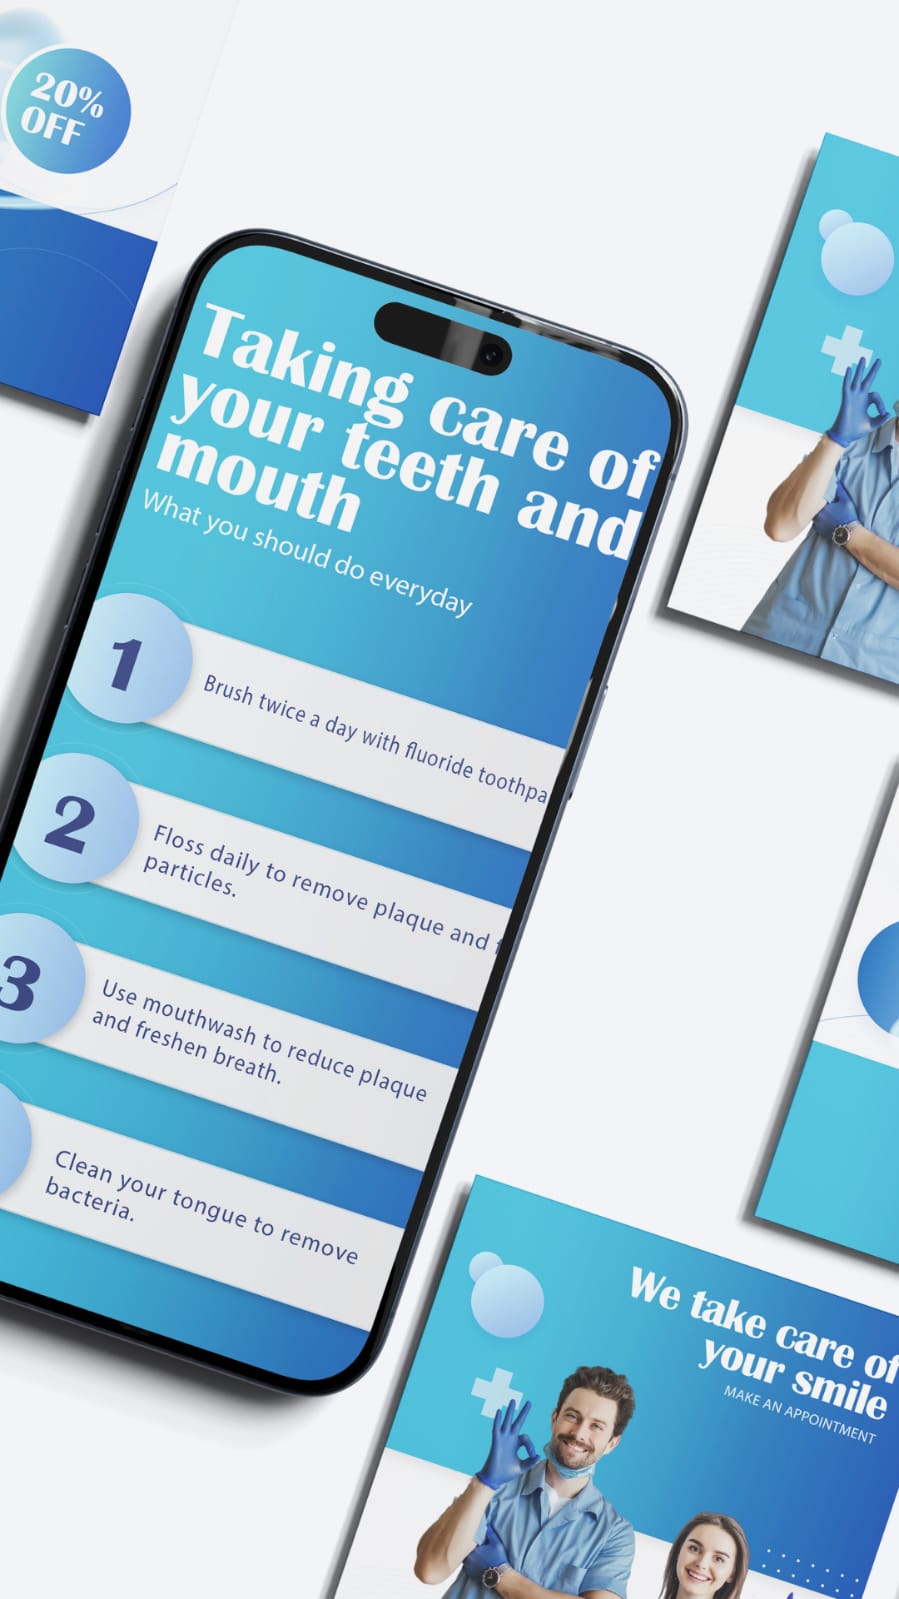 20%
OFF
Taking care of
your teeth and
mouth
What you should do everyday
1
Brush twice a day with fluoride
2
Floss daily to remove plaque and
particles.
3
Use mouthwash to reduce plaque
and freshen breath.
Clean your tongue to remove
bacteria.
We take care of
your smile
MAKE AN APPOINTMENT